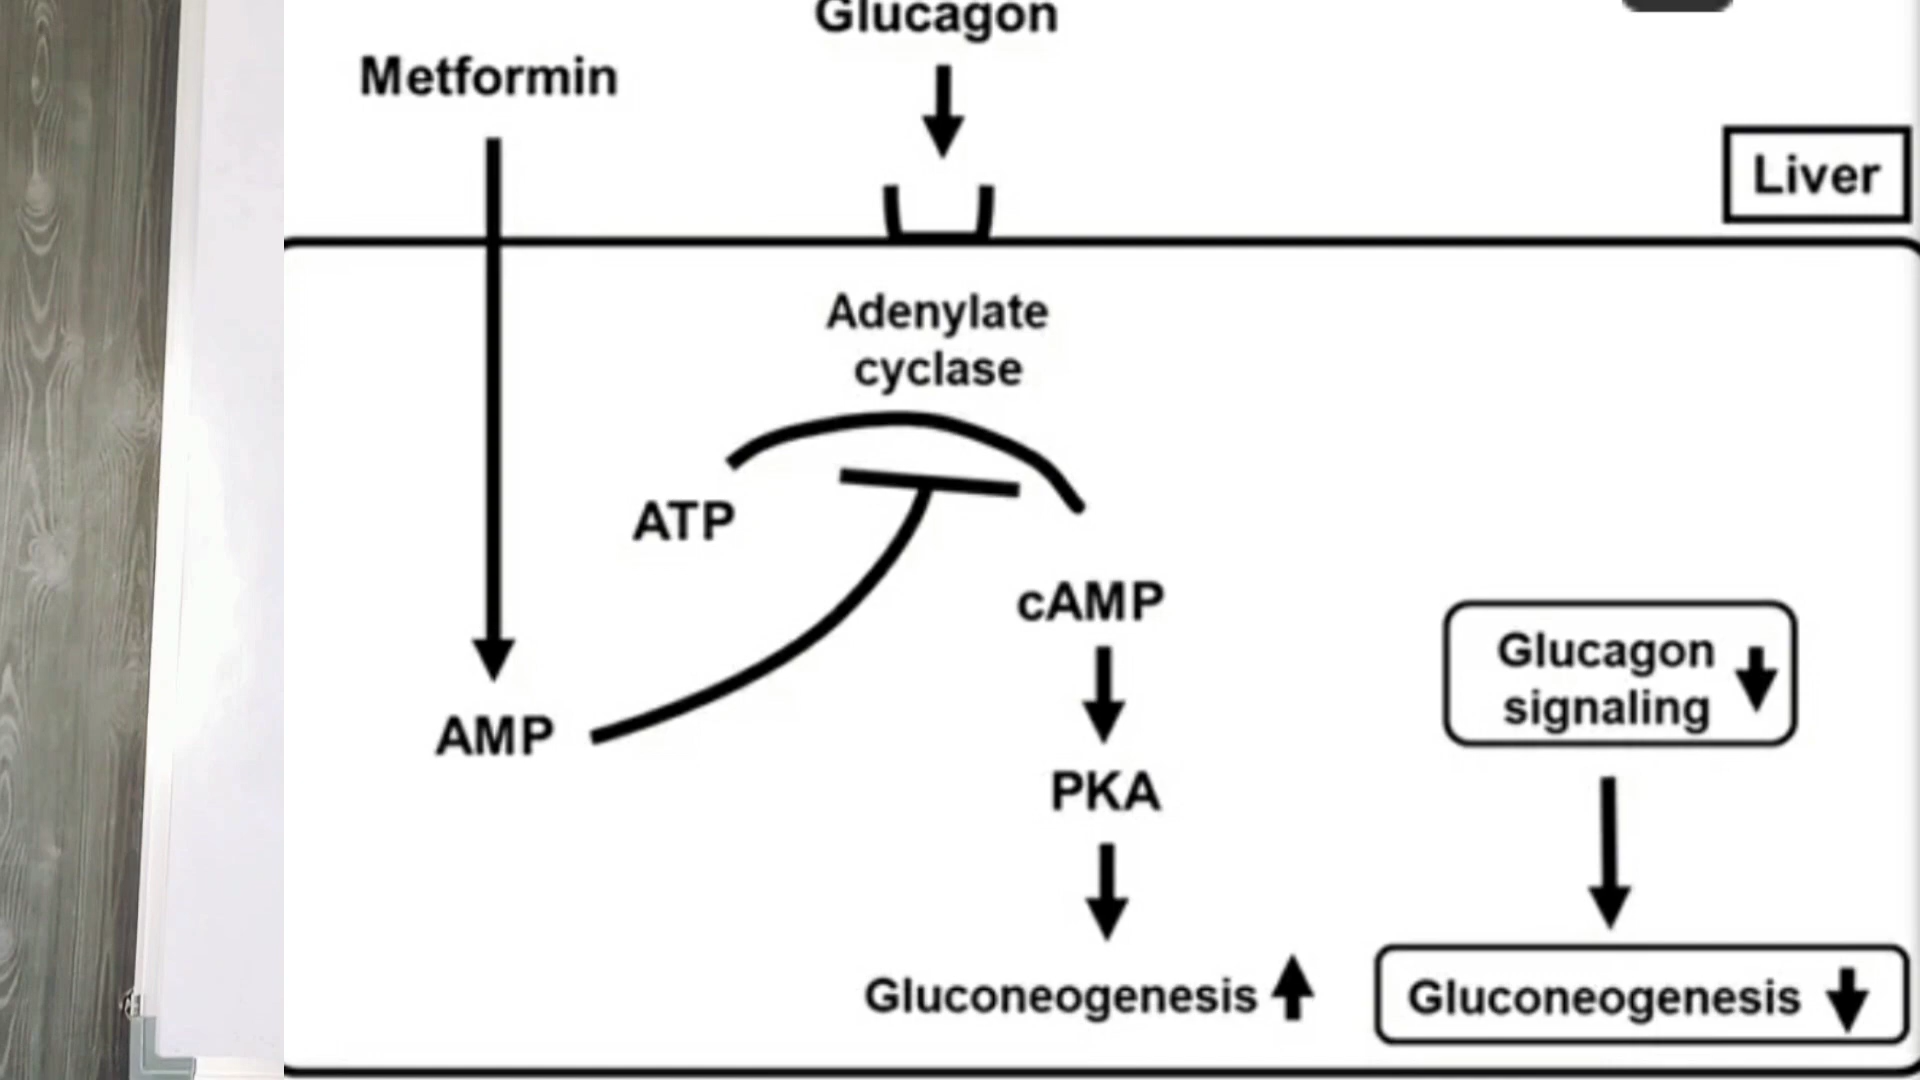 Glucagon
Metformin
Liver
Adenylate
cyclase
ATP
cAMP
Glucagon
signaling
AMP
PKA
Gluconeogenesis
Gluconeogenesis